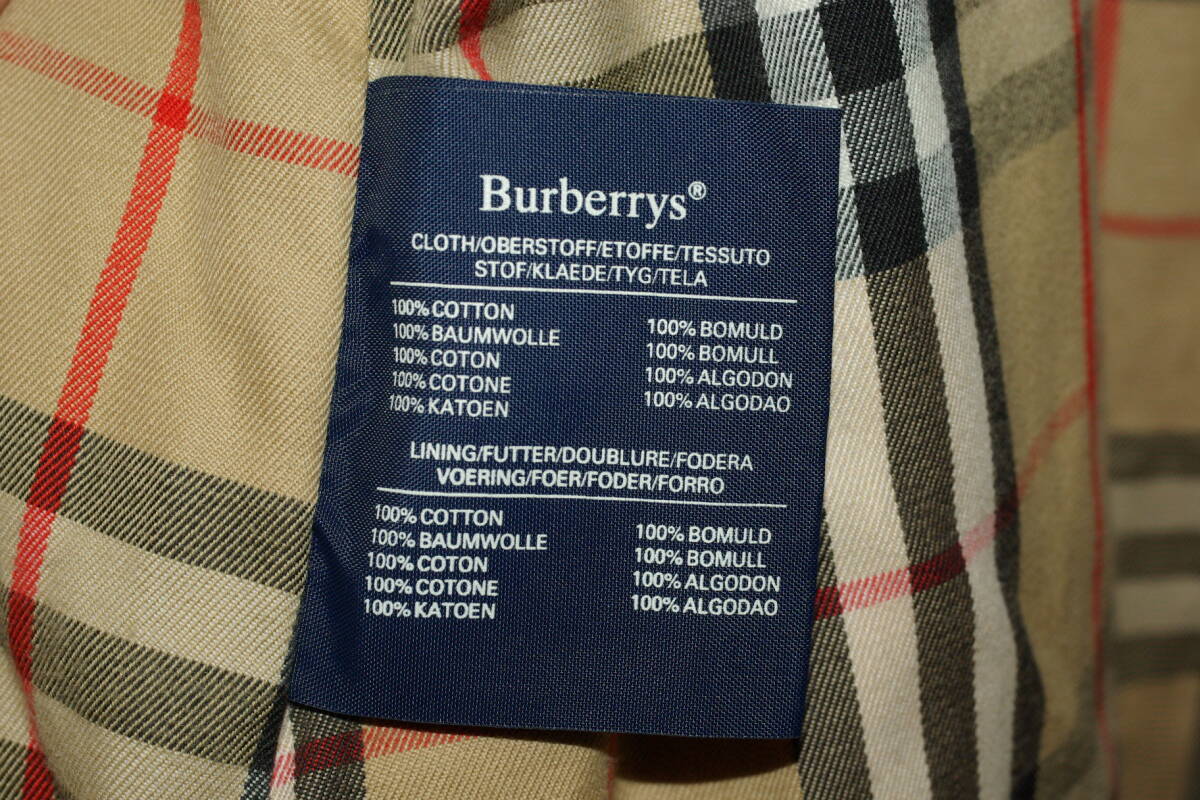 Burberrys®
CLOTH/OBERSTOFF/ETOFFE/TESSUTO
STOF/KLAEDE/TYG/TELA
100% COTTON
100% BAUMWOLLE
100% COTON
100% COTONE
100% KATOEN
100% BOMULD
100% BOMULL
100% ALGODON
100% ALGODAO
LINING/FUTTER/DOUBLURE/FODERA
VOERING/FOER/FODER/FORRO
100% COTTON
100% BAUMWOLLE
100% COTON
100% COTONE
100% KATOEN
100% BOMULD
100% BOMULL
100% ALGODON
100% ALGODAO